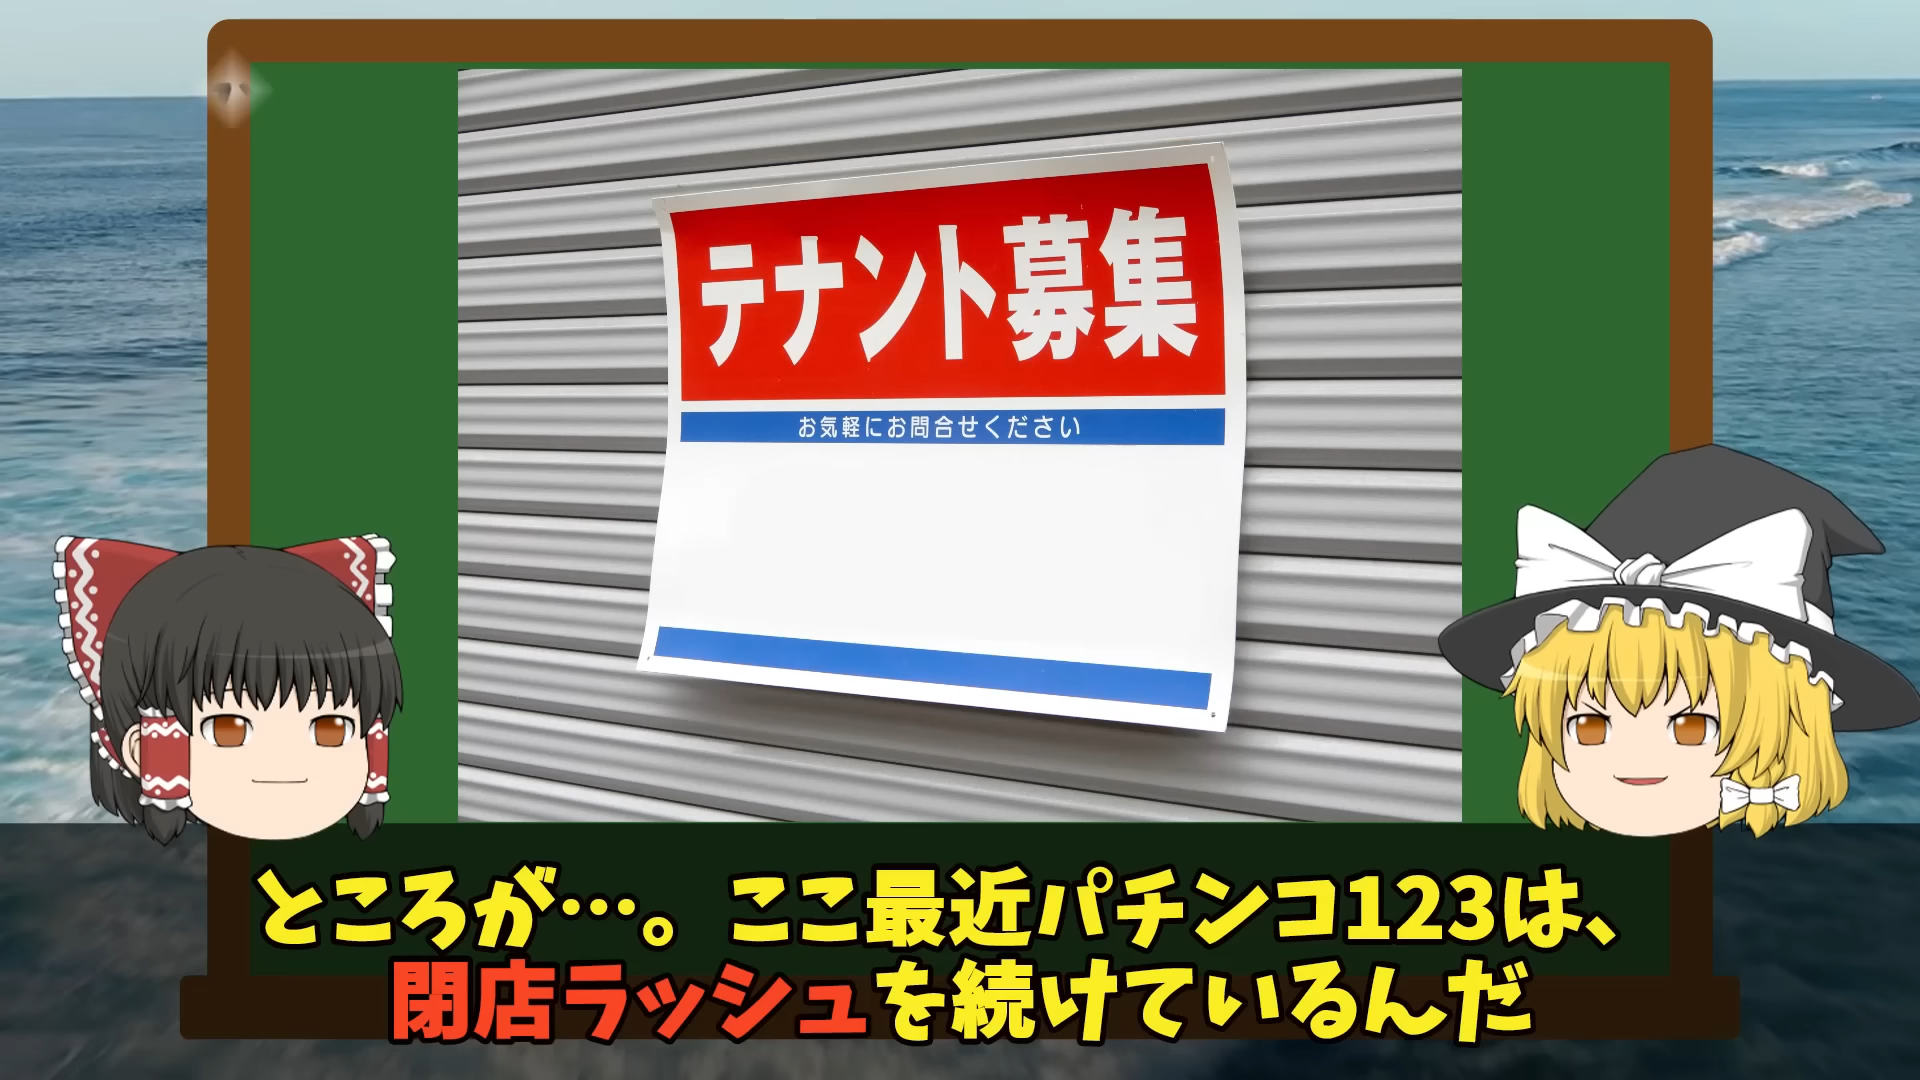 テナント募集
お気軽にお問合せください
ところが…。ここ最近パチンコ123は、
閉店ラッシュを続けているんだ